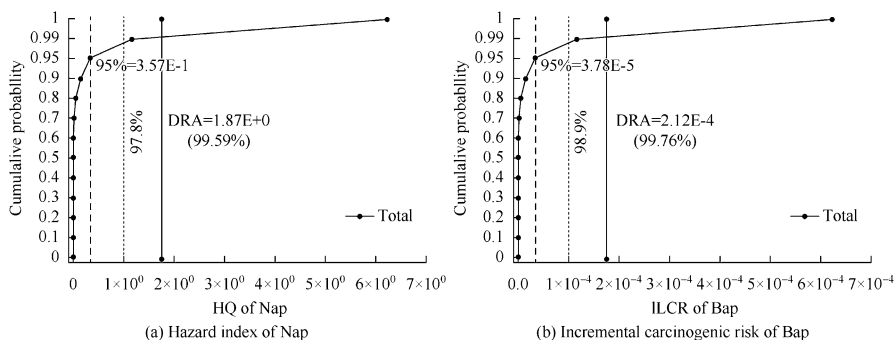 1
0.99
0.95
0.9
0.8
0.7
0.6
0.5
0.4
0.3
0.2
0.1
0
Cumulalive probabllity
95%=3.57E-1
97.8%
DRA=1.87E+0
(99.59%)
Total
0 1×10⁰ 2×10⁰ 3×10⁰ 4×10⁰ 5×10⁰ 6×10⁰ 7×10⁰
HQ of Nap
(a) Hazard index of Nap
1
0.99
0.95
0.9
0.8
0.7
0.6
0.5
0.4
0.3
0.2
0.1
0
Cumulalive probabllity
95%=3.78E-5
98.9%
DRA=2.12E-4
(99.76%)
Total
0.0 1×10⁻⁴ 2×10⁻⁴ 3×10⁻⁴ 4×10⁻⁴ 5×10⁻⁴ 6×10⁻⁴ 7×10⁻⁴
lLCR of Bap
(b) Incremental carcinogenic risk of Bap